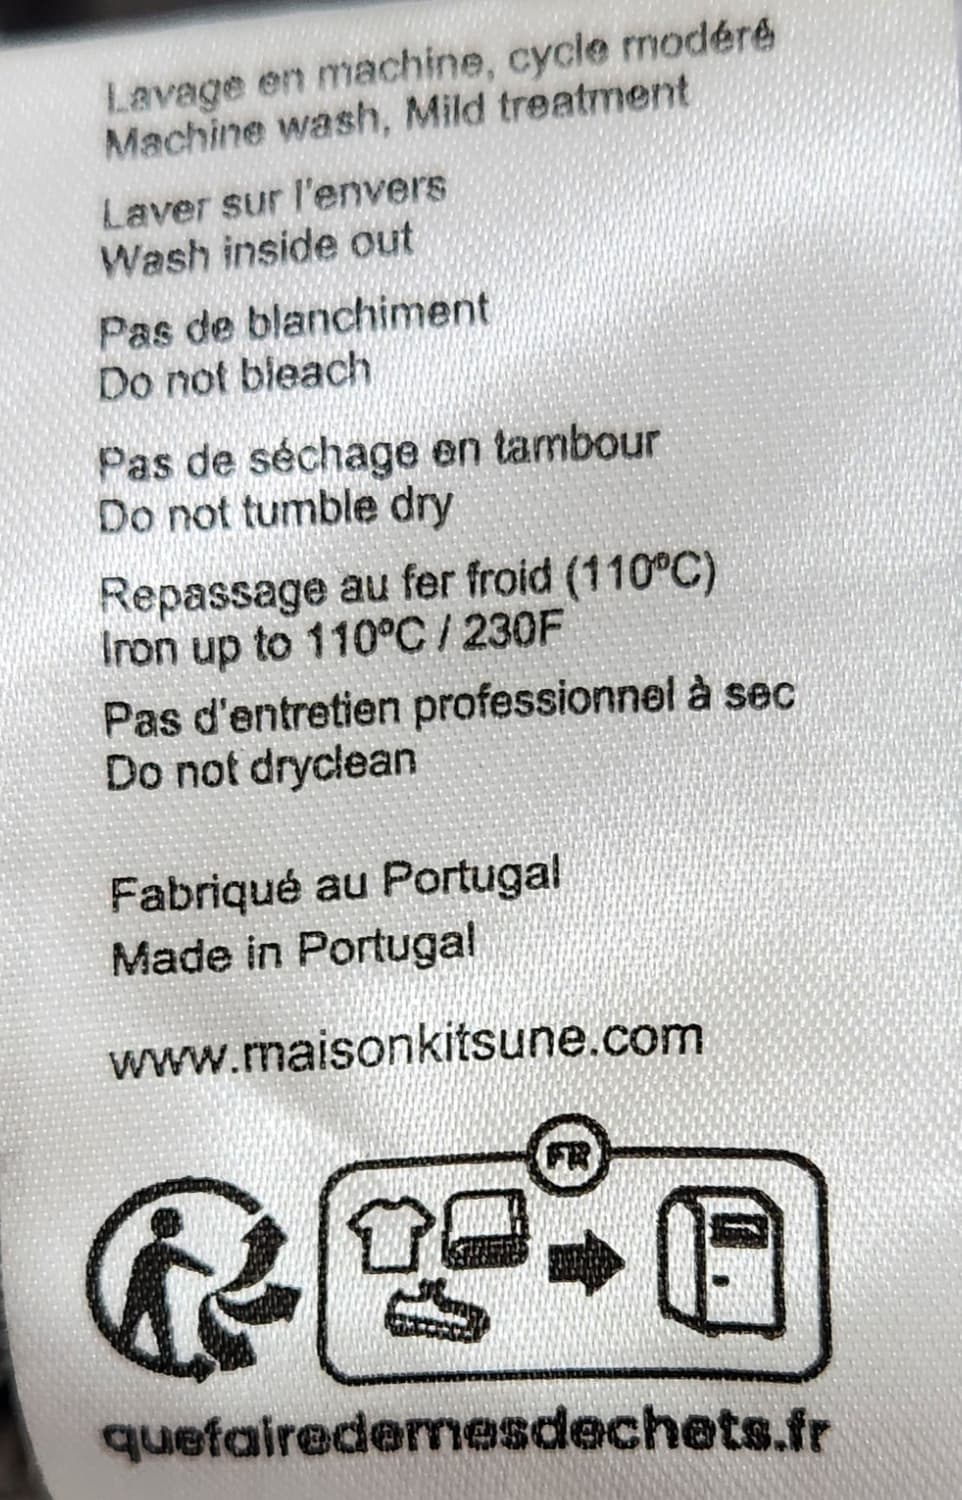 Lavage en machine, cycle modéré
Machine wash, Mild treatment
Laver sur l'envers
Wash inside out
Pas de blanchiment
Do not bleach
Pas de séchage en tambour
Do not tumble dry
Repassage au fer froid (110ºC)
Iron up to 110ºC / 230F
Pas d'entretien professionnel à sec
Do not dryclean
Fabriqué au Portugal
Made in Portugal
www.maisonkitsune.com
FR
quefairedemesdechets.fr